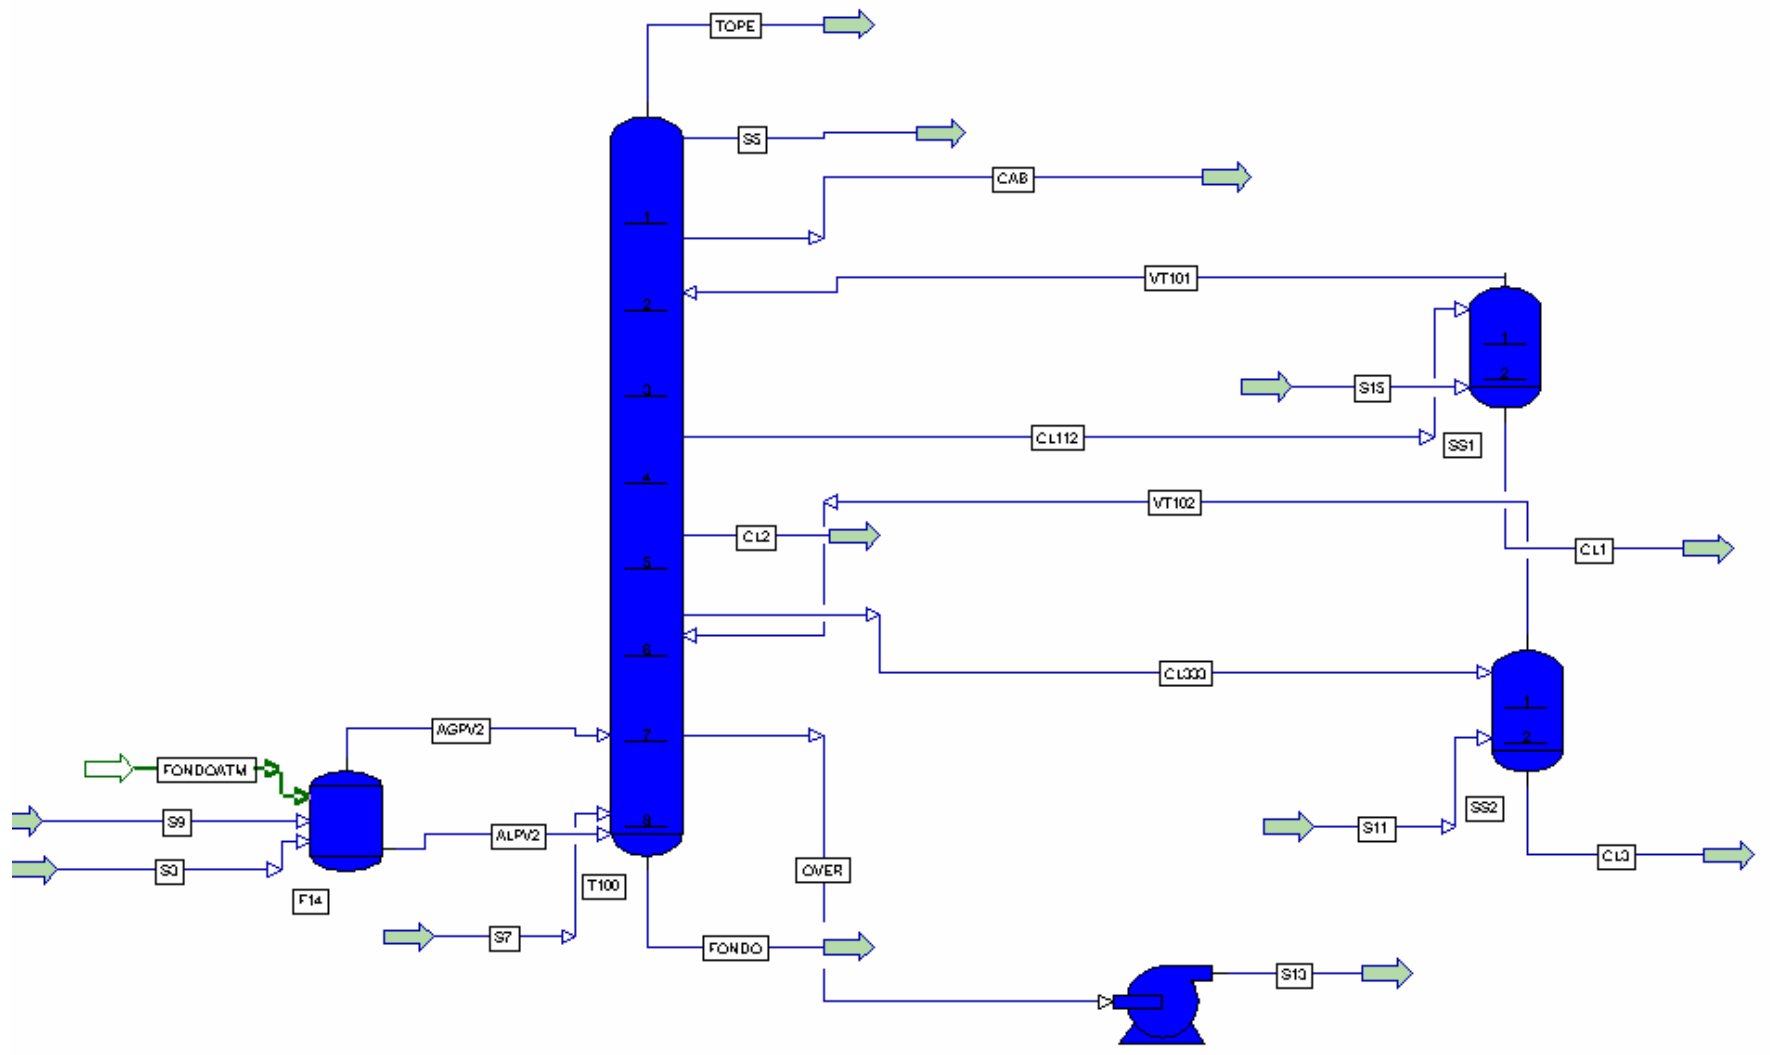 TOPE
S5
CAB
1
VT101
2
1
2
3
S15
CL112
SS1
4
VT102
CL2
CL1
5
6
CL333
1
AGPV2
7
2
FONDOATM
S9
8
SS2
ALPV2
S11
CL3
S3
OVER
T100
F14
S7
FONDO
S13